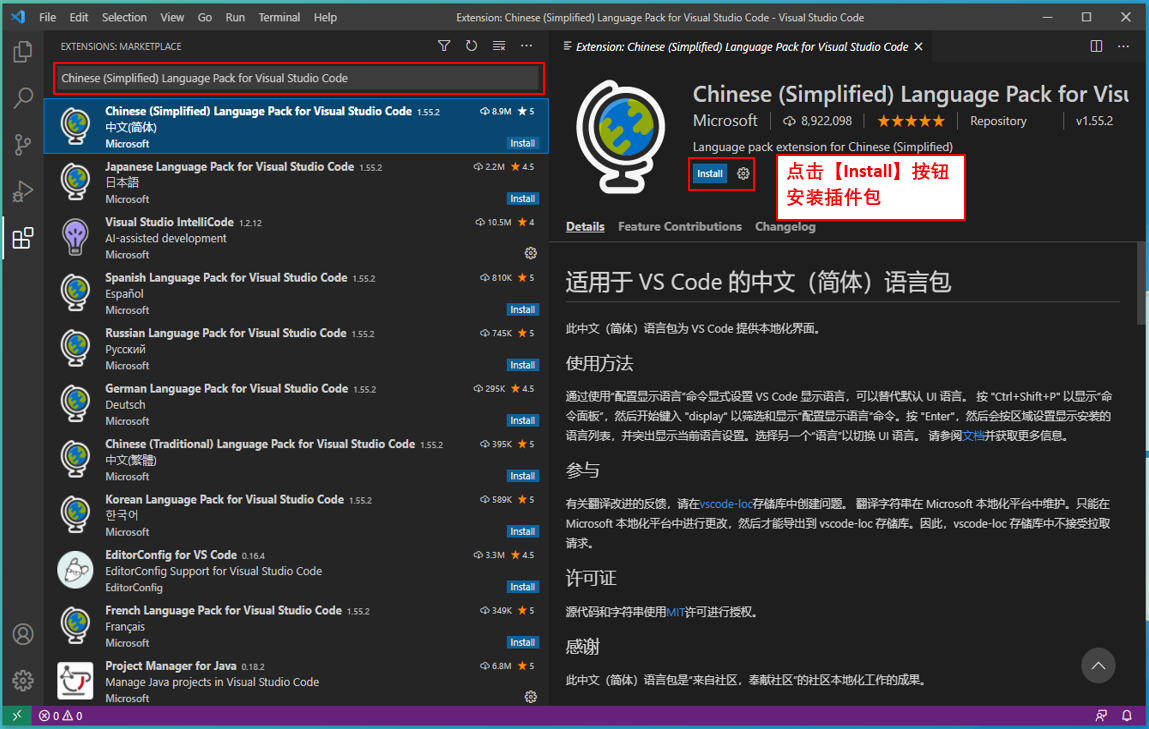 File Edit Selection View Go Run Terminal Help
Extension: Chinese (Simplified) Language Pack for Visual Studio Code - Visual Studio Code
EXTENSIONS: MARKETPLACE
Chinese (Simplified) Language Pack for Visual Studio Code
Chinese (Simplified) Language Pack for Visual Studio Code 1.55.2 8.9M ★ 5
中文(简体)
Microsoft Install
Japanese Language Pack for Visual Studio Code 1.55.2 2.2M ★ 4.5
日本語
Microsoft Install
Visual Studio IntelliCode 1.2.12 10.5M ★ 4
AI-assisted development
Microsoft
Spanish Language Pack for Visual Studio Code 1.55.2 810K ★ 5
Español
Microsoft Install
Russian Language Pack for Visual Studio Code 1.55.2 745K ★ 5
Русский
Microsoft Install
German Language Pack for Visual Studio Code 1.55.2 295K ★ 4.5
Deutsch
Microsoft Install
Chinese (Traditional) Language Pack for Visual Studio Code 1.55.2 395K ★ 5
中文(繁體)
Microsoft Install
Korean Language Pack for Visual Studio Code 1.55.2 589K ★ 5
한국어
Microsoft Install
EditorConfig for VS Code 0.16.4 3.3M ★ 4.5
EditorConfig Support for Visual Studio Code
EditorConfig Install
French Language Pack for Visual Studio Code 1.55.2 349K ★ 5
Français
Microsoft Install
Project Manager for Java 0.18.2 6.8M ★ 5
Manage Java projects in Visual Studio Code
Microsoft
Extension: Chinese (Simplified) Language Pack for Visual Studio Code
Chinese (Simplified) Language Pack for Visu
Microsoft 8,922,098 ★★★★★ Repository v1.55.2
Language pack extension for Chinese (Simplified)
Install
点击【Install】按钮
安装插件包
Details Feature Contributions Changelog
适用于 VS Code 的中文（简体）语言包
此中文（简体）语言包为 VS Code 提供本地化界面。
使用方法
通过使用“配置显示语言”命令显式设置 VS Code 显示语言，可以替代默认 UI 语言。 按 "Ctrl+Shift+P" 以显示“命
令面板”，然后开始键入 "display" 以筛选和显示“配置显示语言”命令。按 "Enter"，然后会按区域设置显示安装的
语言列表，并突出显示当前语言设置。选择另一个“语言”以切换 UI 语言。 请参阅文档并获取更多信息。
参与
有关翻译改进的反馈，请在vscode-loc存储库中创建问题。 翻译字符串在 Microsoft 本地化平台中维护。只能在
Microsoft 本地化平台中进行更改，然后才能导出到 vscode-loc 存储库。因此，vscode-loc 存储库中不接受拉取
请求。
许可证
源代码和字符串使用MIT许可进行授权。
感谢
此中文（简体）语言包是“来自社区，奉献社区”的社区本地化工作的成果。
0 0